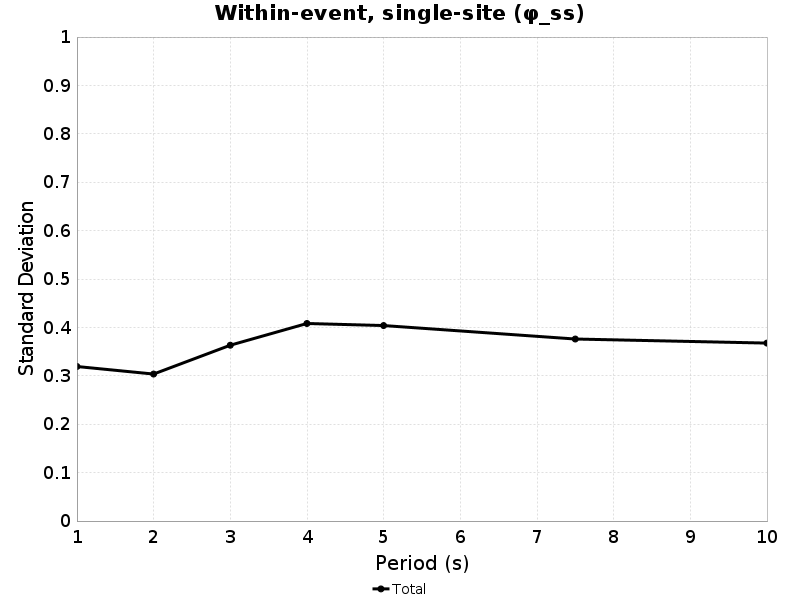 Within-event, single-site (φ_ss)
1
0.9
0.8
0.7
0.6
0.5
0.4
0.3
0.2
0.1
0
Standard Deviation
1 2 3 4 5 6 7 8 9 10
Period (s)
Total